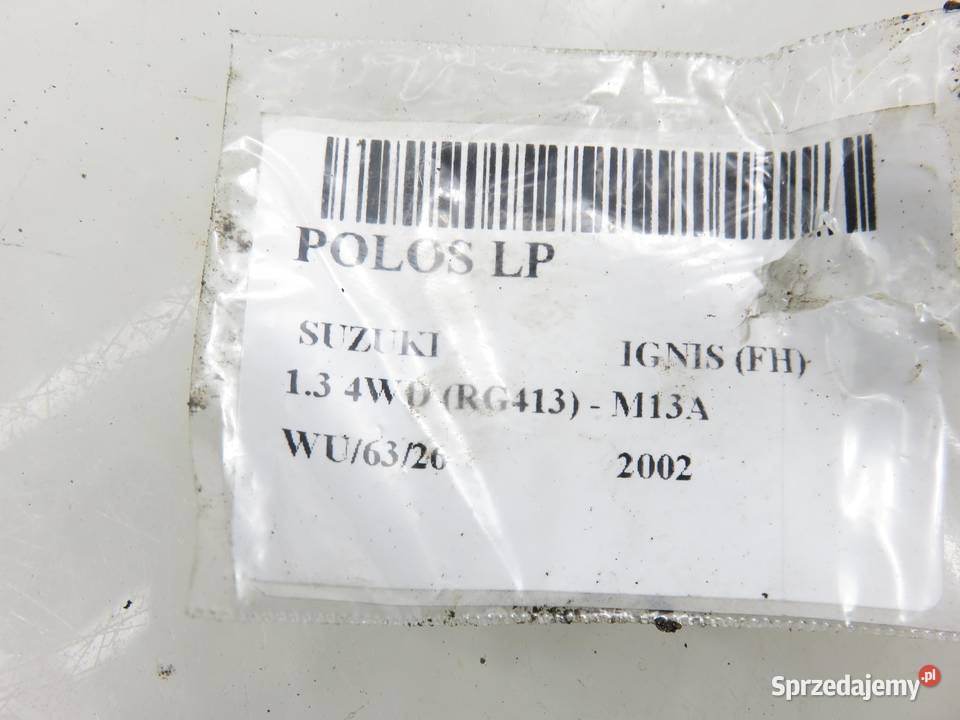 POLOS LP
SUZUKI IGNIS (FH)
1.3 4WD (RG413) - M13A
WU/63/26 2002
Sprzedajemy.pl